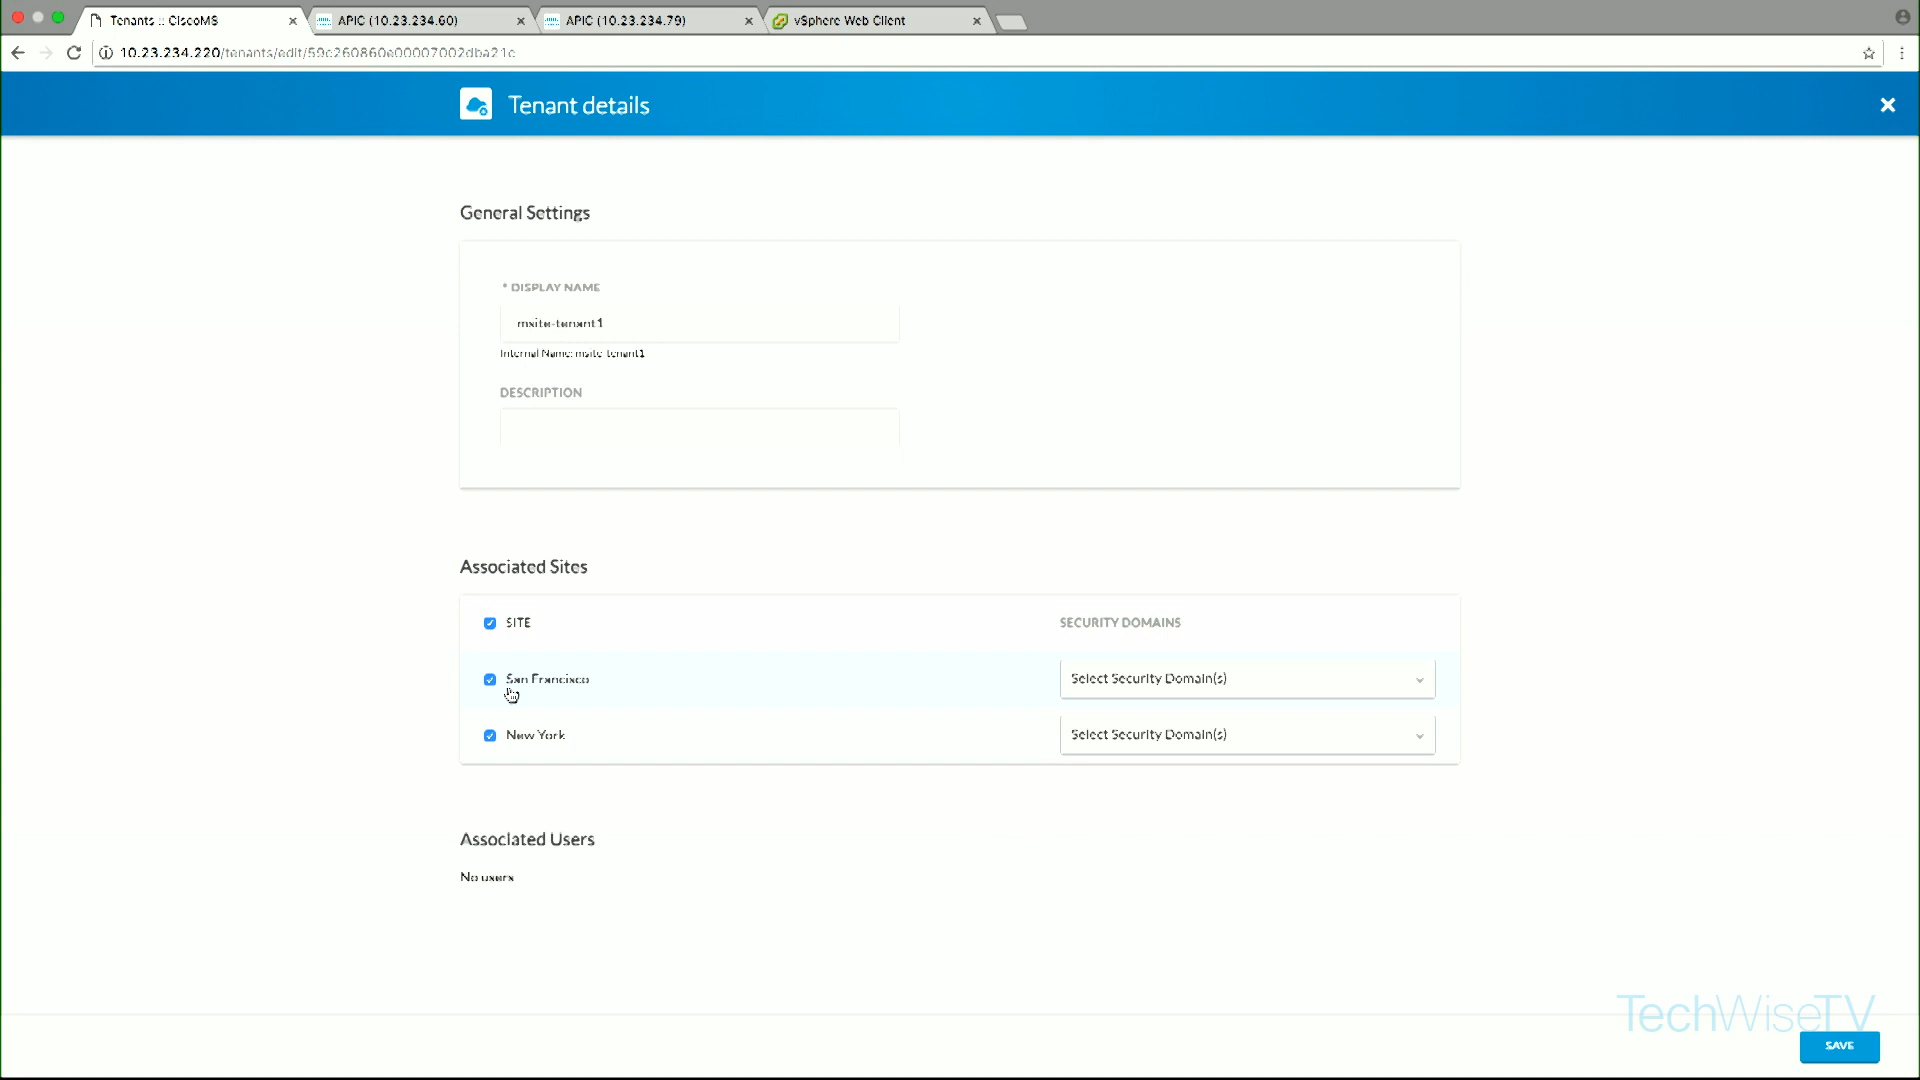 Tenants :: CiscoMS
APIC (10.23.234.60)
APIC (10.23.234.79)
vSphere Web Client
10.23.234.220/tenants/edit/59c260860e00007002dba21c
Tenant details
General Settings
* DISPLAY NAME
msite-tenant1
Internal Name: msite-tenant1
DESCRIPTION
Associated Sites
SITE
SECURITY DOMAINS
San Francisco
Select Security Domain(s)
New York
Select Security Domain(s)
Associated Users
No users
TechWiseTV
SAVE